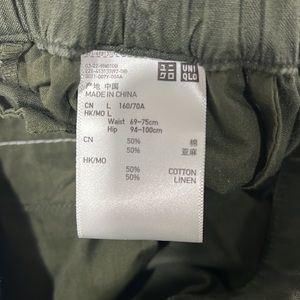 UNI
QLO
产地 中国
MADE IN CHINA
CN L 160/70A
HK/MO L
Waist 69-75cm
Hip 94-100cm
CN 50% 棉
50% 亚麻
HK/MO
50% COTTON
50% LINEN